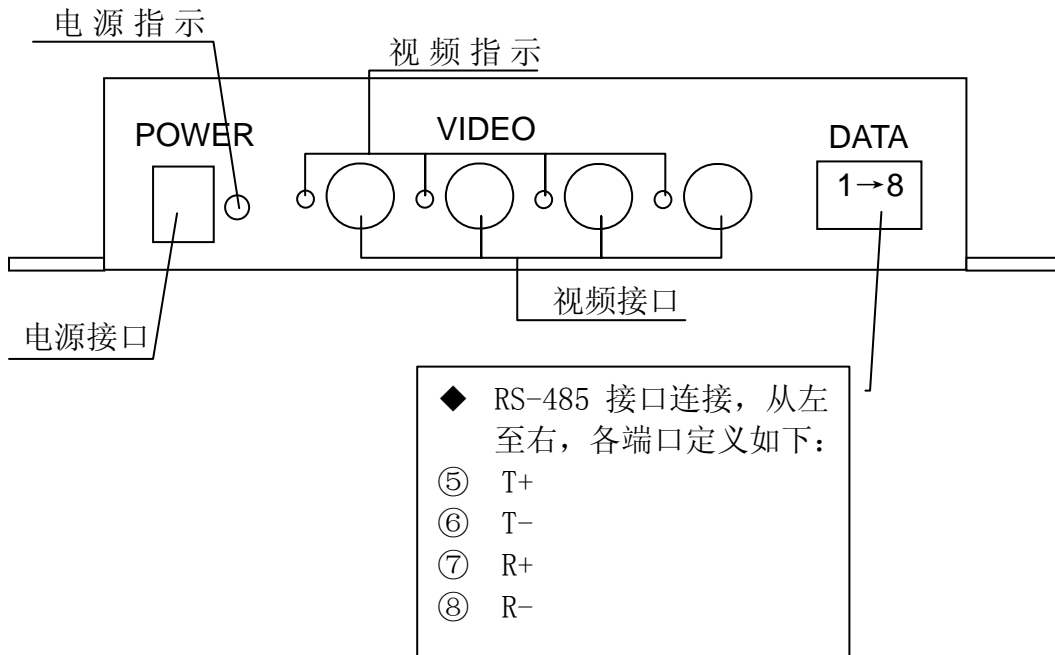 电源指示
视频指示
POWER
VIDEO
DATA
1→8
视频接口
电源接口
◆ RS-485 接口连接，从左
至右，各端口定义如下：
⑤ T+
⑥ T-
⑦ R+
⑧ R-